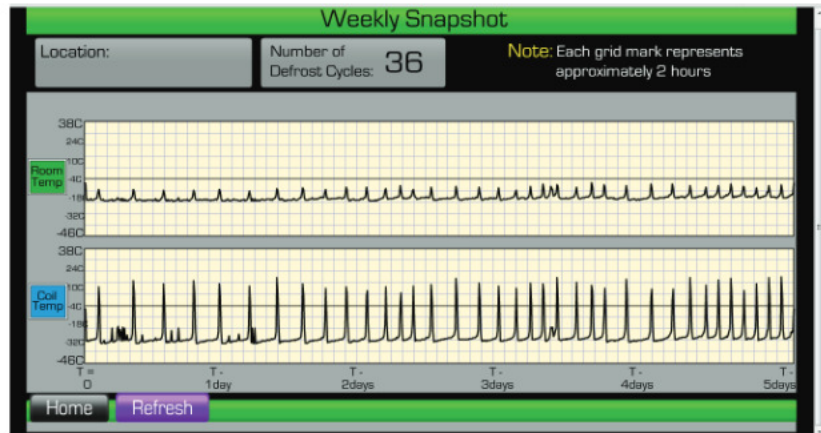 Weekly Snapshot
Location:
Number of
Defrost Cycles: 36
Note: Each grid mark represents
approximately 2 hours
38C
24C
10C
-4C
-18
-32C
-46C
Room
Temp
38C
24C
10C
-4C
-18C
-32C
-46C
Coil
Temp
T = T - T - T - T - T -
0 1day 2days 3days 4days 5days
Home Refresh